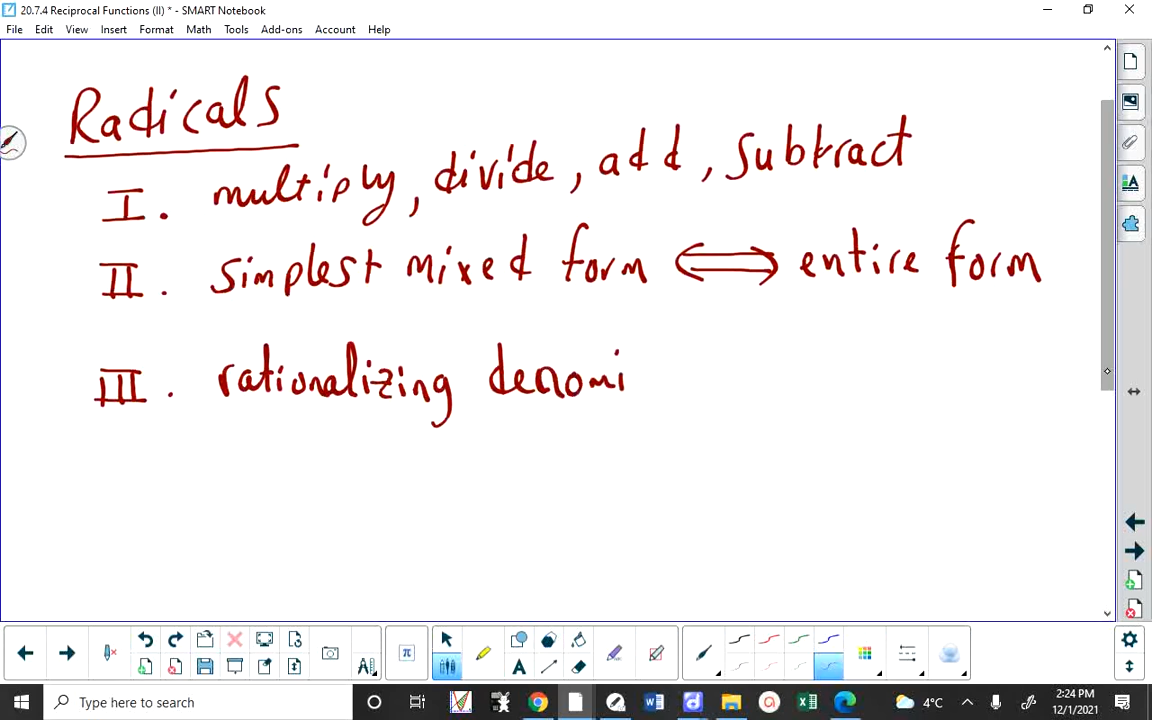 20.7.4 Reciprocal Functions (II) * - SMART Notebook
File Edit View Insert Format Math Tools Add-ons Account Help
Radicals
I. multiply, divide, add, subtract
II. simplest mixed form ⟺ entire form
III. rationalizing denomi
Type here to search
4°C
2:24 PM
12/1/2021